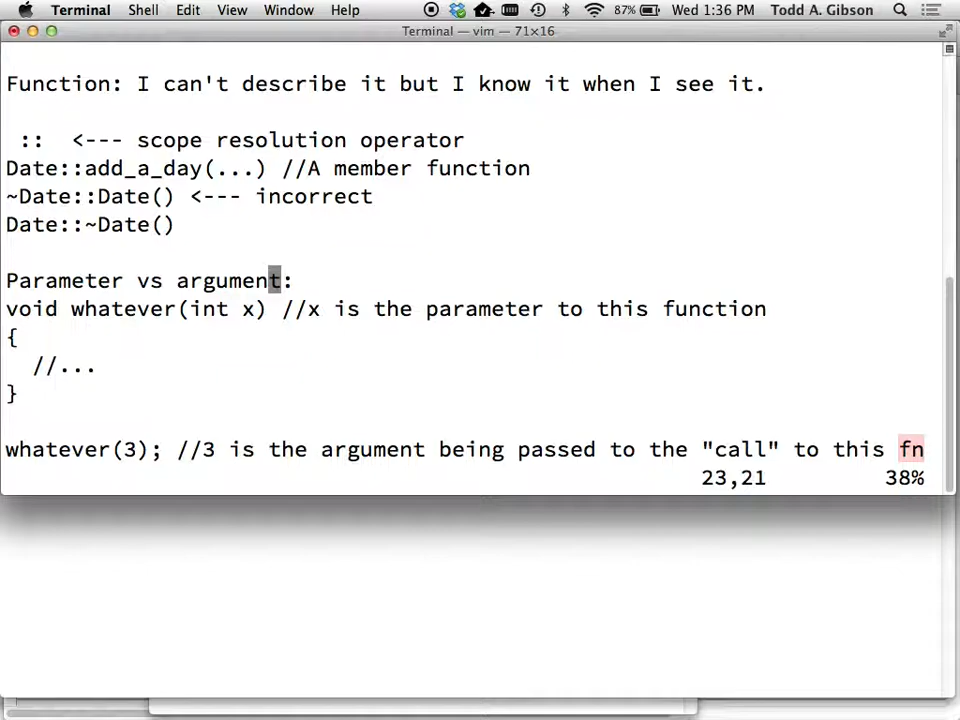 Terminal Shell Edit View Window Help 87% Wed 1:36 PM Todd A. Gibson
Terminal — vim — 71×16
Function: I can't describe it but I know it when I see it.
:: <--- scope resolution operator
Date::add_a_day(...) //A member function
~Date::Date() <--- incorrect
Date::~Date()
Parameter vs argument:
void whatever(int x) //x is the parameter to this function
{
//...
}
whatever(3); //3 is the argument being passed to the "call" to this fn
23,21 38%